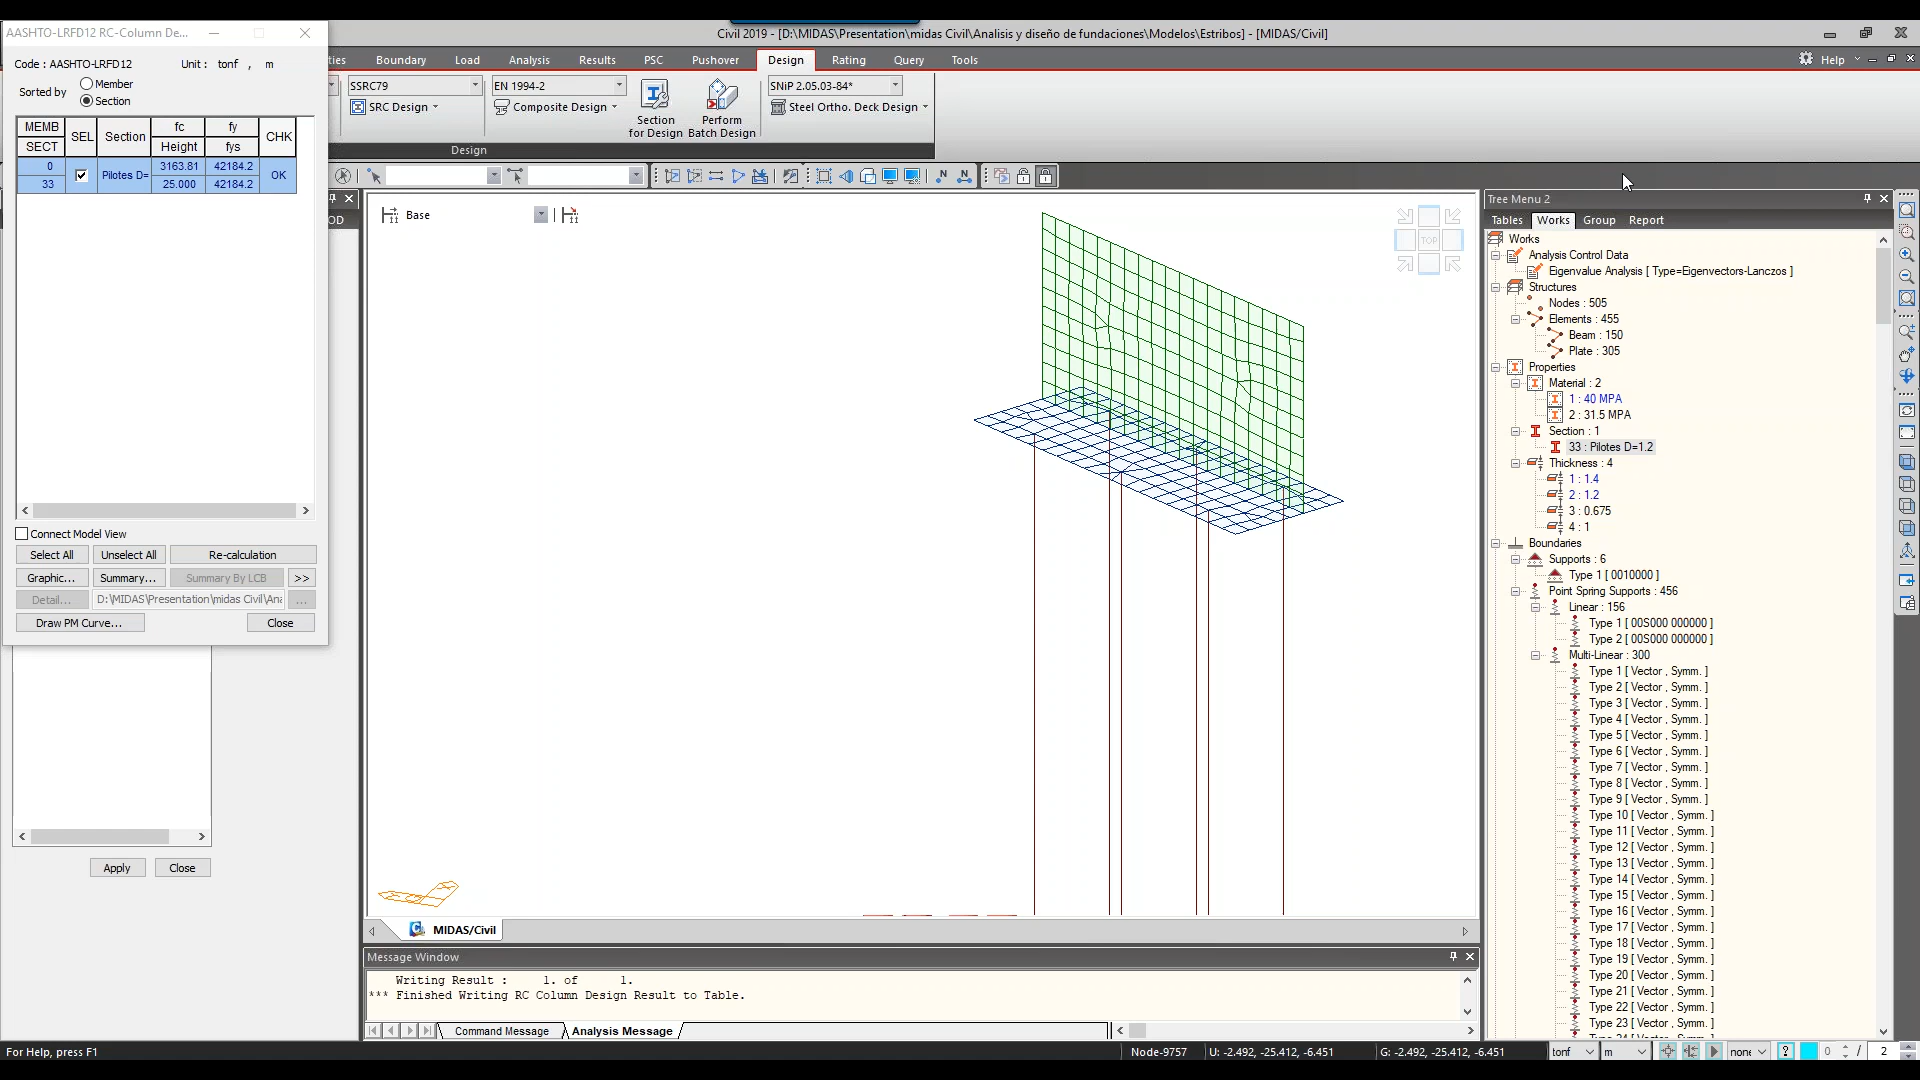 AASHTO-LRFD12 RC-Column De...
Civil 2019 - [D:\MIDAS\Presentation\midas Civil\Analisis y diseño de fundaciones\Modelos\Estribos] - [MIDAS/Civil]
Boundary Load Analysis Results PSC Pushover Design Rating Query Tools Help
Code : AASHTO-LRFD12 Unit : tonf , m
Sorted by Member
Section
MEMB SEL Section fc fy CHK
SECT Height fys
0 Pilotes D= 3163.81 42184.2 OK
33 25.000 42184.2
SSRC79 EN 1994-2 SNiP 2.05.03-84*
SRC Design Composite Design Section for Design Perform Batch Design Steel Ortho. Deck Design
Design
Base
TOP
Connect Model View
Select All Unselect All Re-calculation
Graphic... Summary... Summary By LCB >>
Detail... D:\MIDAS\Presentation\midas Civil\Ana ...
Draw PM Curve... Close
Apply Close
Tree Menu 2
Tables Works Group Report
Works
Analysis Control Data
Eigenvalue Analysis [ Type=Eigenvectors-Lanczos ]
Structures
Nodes : 505
Elements : 455
Beam : 150
Plate : 305
Properties
Material : 2
1 : 40 MPA
2 : 31.5 MPA
Section : 1
33 : Pilotes D=1.2
Thickness : 4
1 : 1.4
2 : 1.2
3 : 0.675
4 : 1
Boundaries
Supports : 6
Type 1 [ 0010000 ]
Point Spring Supports : 456
Linear : 156
Type 1 [ 00S000 000000 ]
Type 2 [ 00S000 000000 ]
Multi-Linear : 300
Type 1 [ Vector , Symm. ]
Type 2 [ Vector , Symm. ]
Type 3 [ Vector , Symm. ]
Type 4 [ Vector , Symm. ]
Type 5 [ Vector , Symm. ]
Type 6 [ Vector , Symm. ]
Type 7 [ Vector , Symm. ]
Type 8 [ Vector , Symm. ]
Type 9 [ Vector , Symm. ]
Type 10 [ Vector , Symm. ]
Type 11 [ Vector , Symm. ]
Type 12 [ Vector , Symm. ]
Type 13 [ Vector , Symm. ]
Type 14 [ Vector , Symm. ]
Type 15 [ Vector , Symm. ]
Type 16 [ Vector , Symm. ]
Type 17 [ Vector , Symm. ]
Type 18 [ Vector , Symm. ]
Type 19 [ Vector , Symm. ]
Type 20 [ Vector , Symm. ]
Type 21 [ Vector , Symm. ]
Type 22 [ Vector , Symm. ]
Type 23 [ Vector , Symm. ]
MIDAS/Civil
Message Window
Writing Result : 1. of 1.
*** Finished Writing RC Column Design Result to Table.
Command Message Analysis Message
For Help, press F1
Node-9757 U: -2.492, -25.412, -6.451 G: -2.492, -25.412, -6.451 tonf m none ? 0 / 2